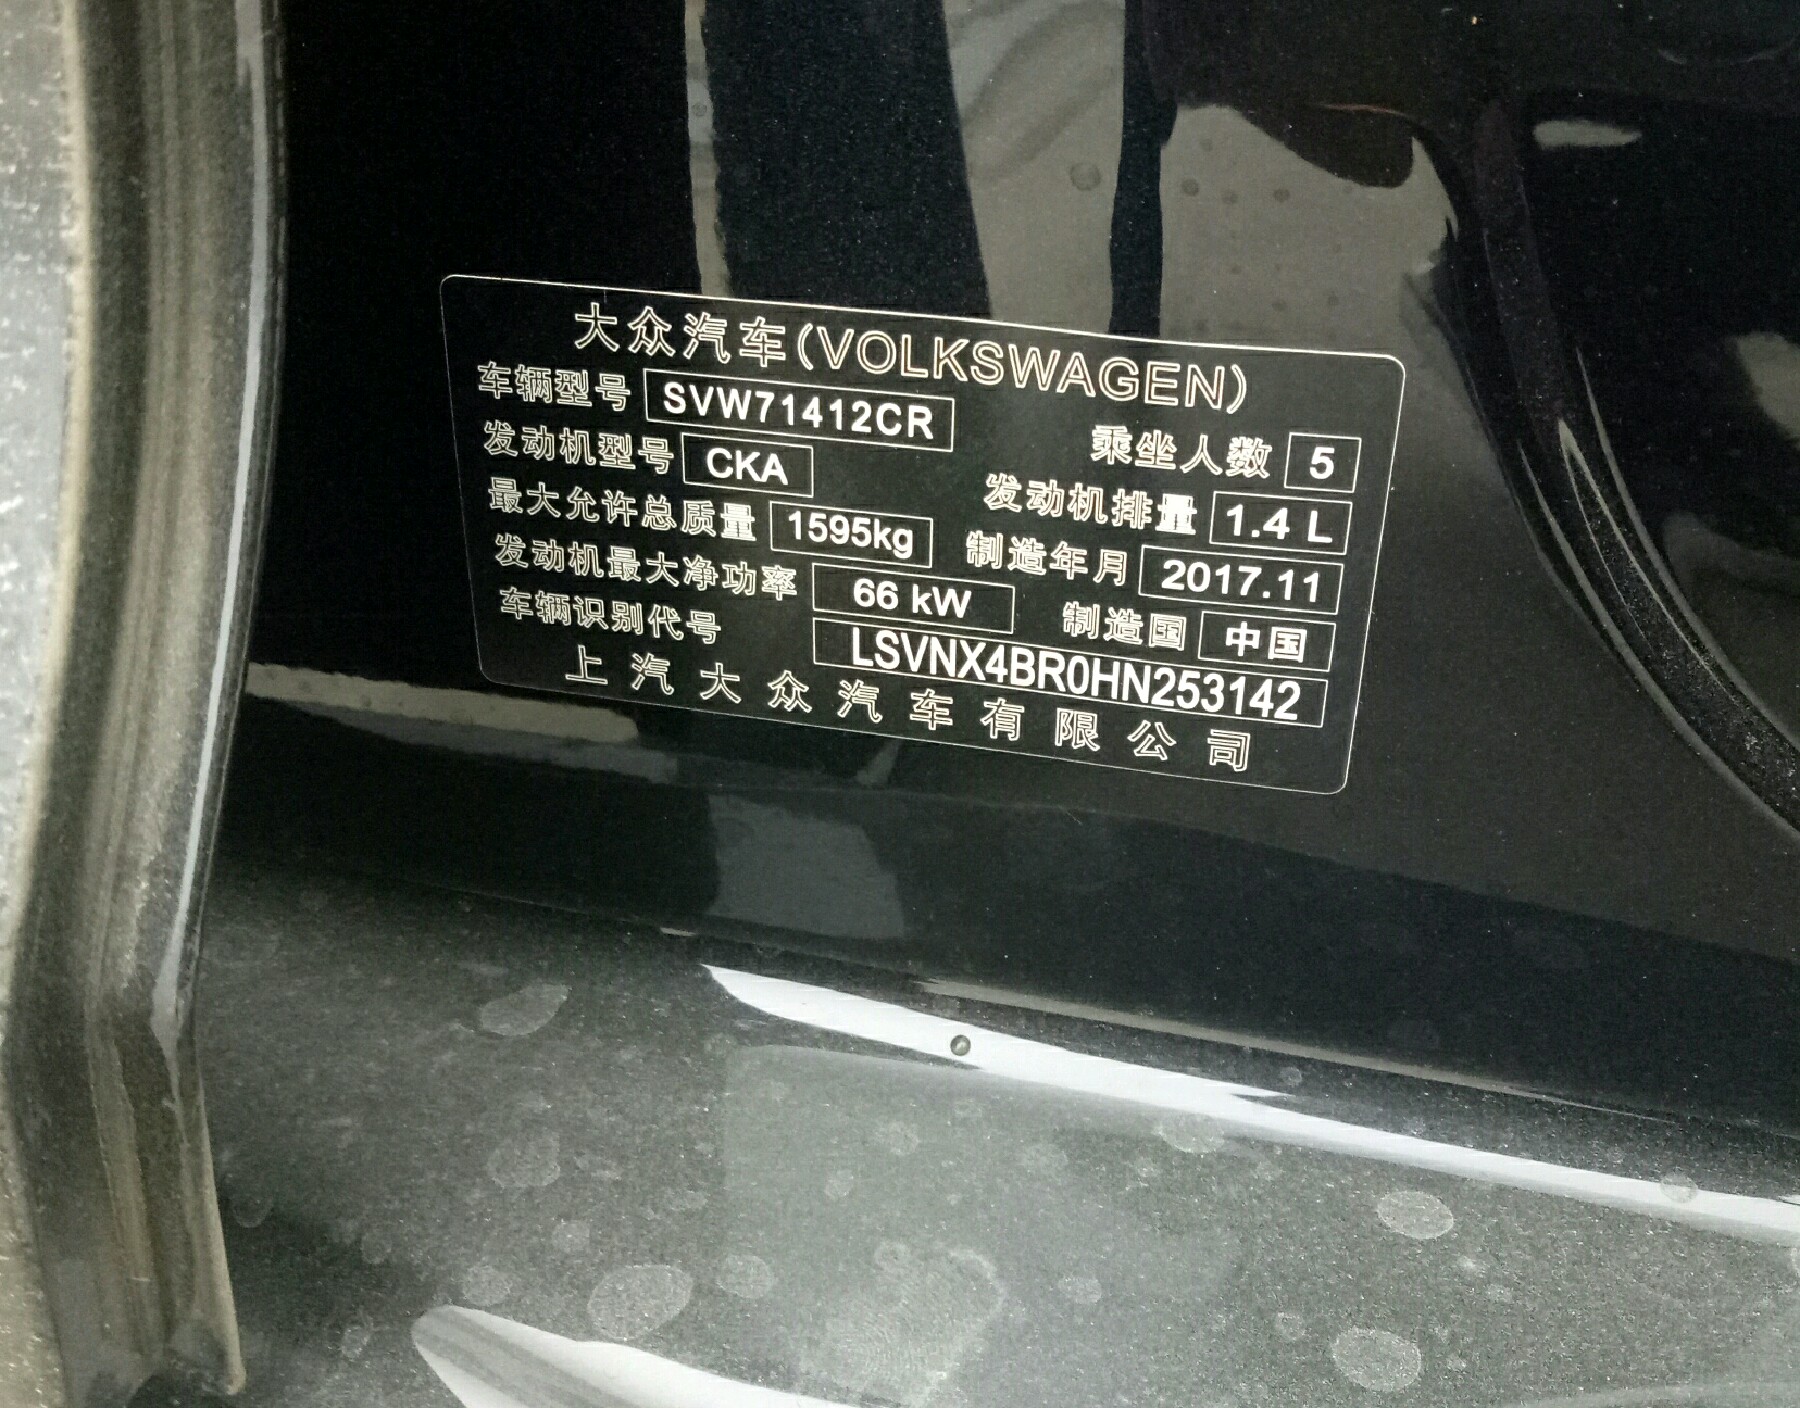 大众汽车(VOLKSWAGEN)
车辆型号 SVW71412CR 乘坐人数 5
发动机型号 CKA 发动机排量 1.4 L
最大允许总质量 1595kg 制造年月 2017.11
发动机最大净功率 66 kW 制造国 中国
车辆识别代号 LSVNX4BR0HN253142
上汽大众汽车有限公司